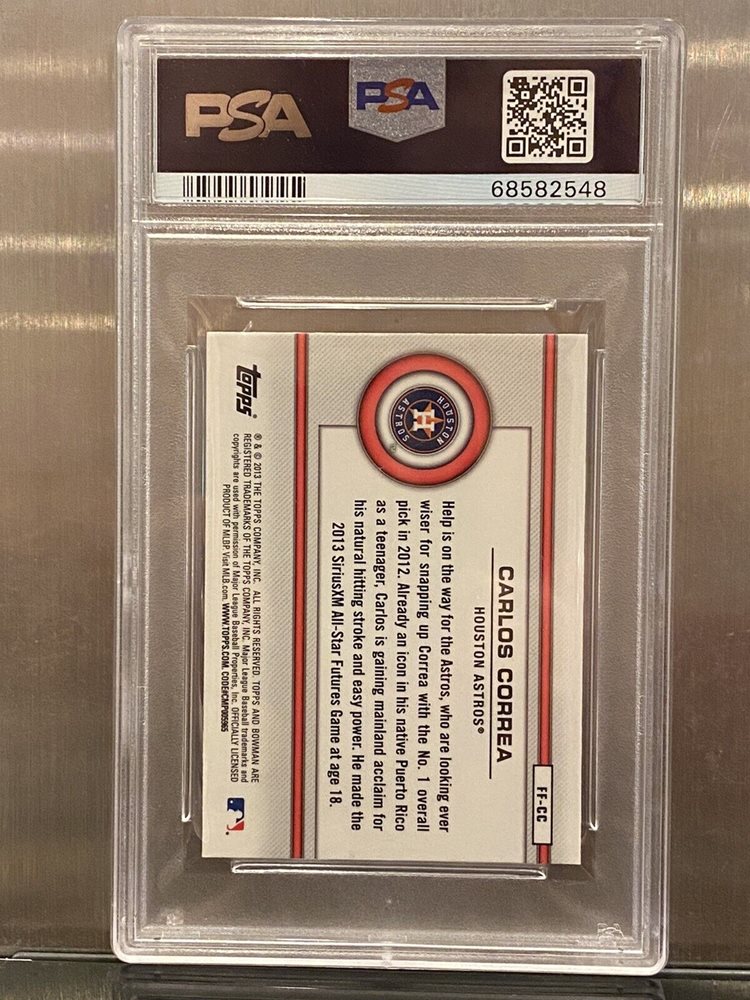 PSA
PSA
68582548
FF-CC
CARLOS CORREA
HOUSTON ASTROS®
HOUSTON
H
ASTROS
Help is on the way for the Astros, who are looking ever
wiser for snapping up Correa with the No. 1 overall
pick in 2012. Already an icon in his native Puerto Rico
as a teenager, Carlos is gaining mainland acclaim for
his natural hitting stroke and easy power. He made the
2013 SiriusXM All-Star Futures Game at age 18.
topps®
® & © 2013 THE TOPPS COMPANY, INC. ALL RIGHTS RESERVED. TOPPS AND BOWMAN ARE
REGISTERED TRADEMARKS OF THE TOPPS COMPANY, INC. Major League Baseball trademarks and
copyrights are used with permission of Major League Baseball Properties, Inc. OFFICIALLY LICENSED
PRODUCT OF MLBP. Visit MLB.com. WWW.TOPPS.COM. CODE#CMP05965